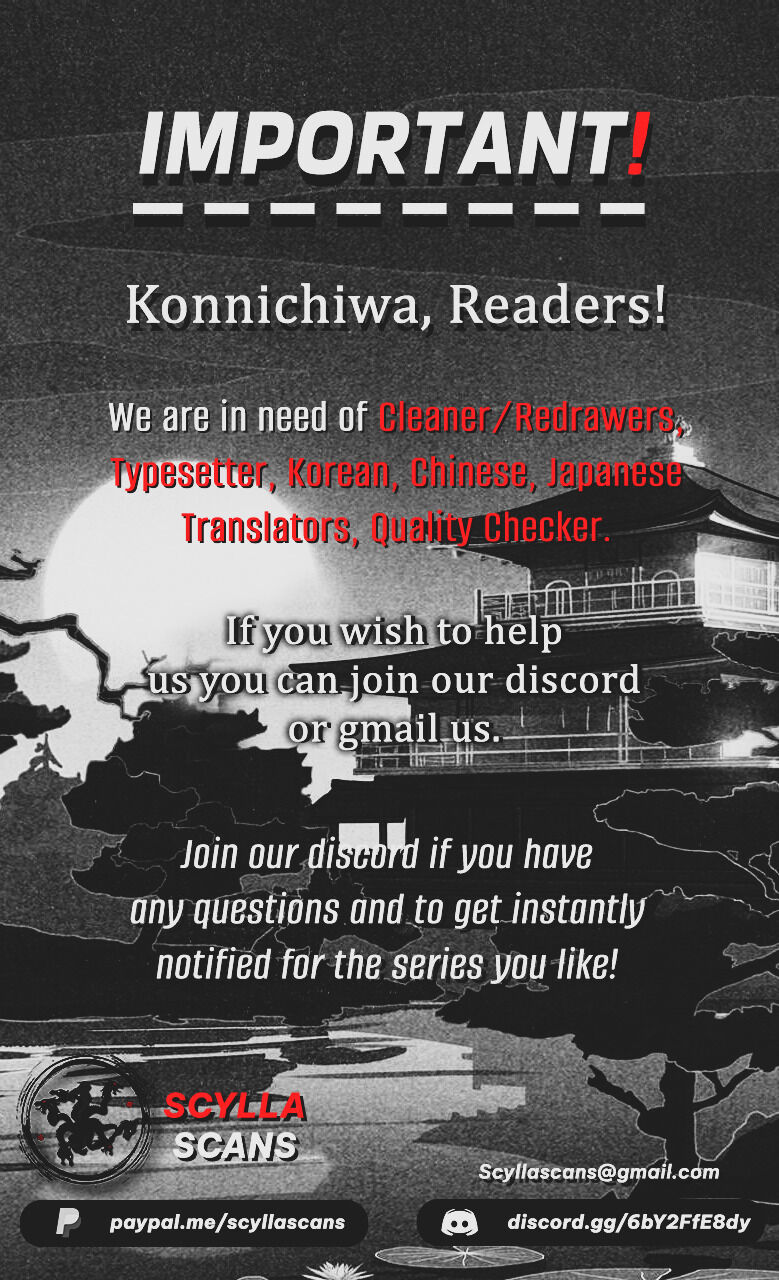 IMPORTANT!
Konnichiwa, Readers!
We are in need of Cleaner/Redrawers,
Typesetter, Korean, Chinese, Japanese
Translators, Quality Checker.
If you wish to help
us you can join our discord
or gmail us.
Join our discord if you have
any questions and to get instantly
notified for the series you like!
SCYLLA
SCANS
Scyllascans@gmail.com
paypal.me/scyllascans
discord.gg/6bY2FfE8dy